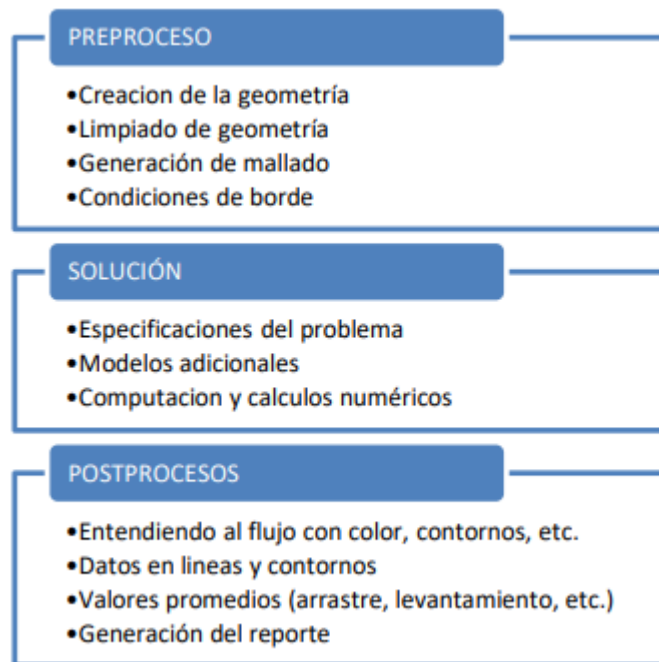 PREPROCESO
•Creacion de la geometría
•Limpiado de geometría
•Generación de mallado
•Condiciones de borde
SOLUCIÓN
•Especificaciones del problema
•Modelos adicionales
•Computacion y calculos numéricos
POSTPROCESOS
•Entendiendo al flujo con color, contornos, etc.
•Datos en lineas y contornos
•Valores promedios (arrastre, levantamiento, etc.)
•Generación del reporte